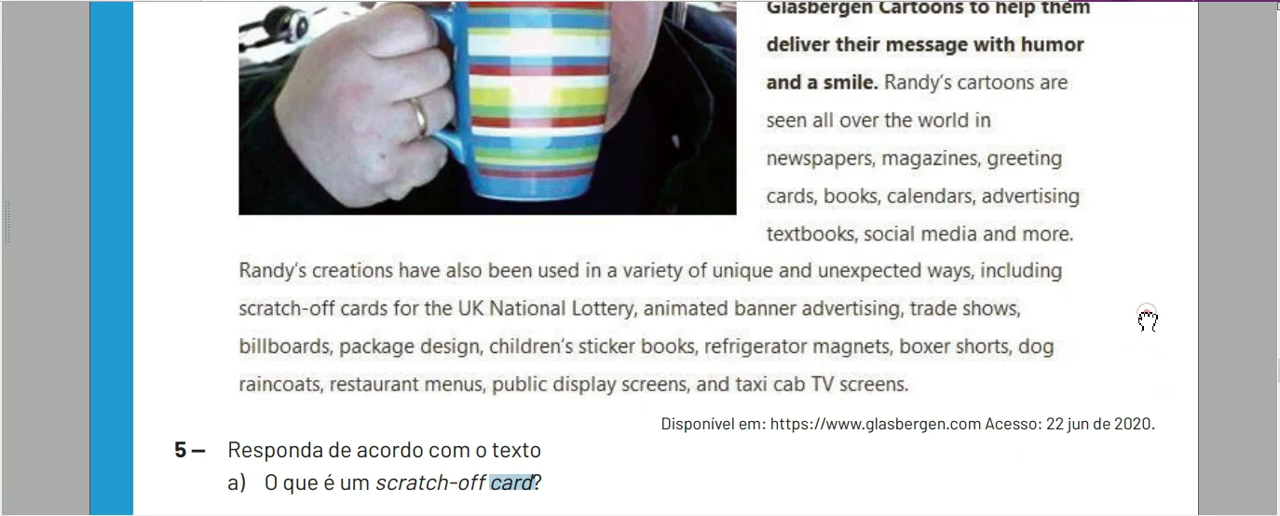 Glasbergen Cartoons to help them
deliver their message with humor
and a smile. Randy's cartoons are
seen all over the world in
newspapers, magazines, greeting
cards, books, calendars, advertising
textbooks, social media and more.
Randy's creations have also been used in a variety of unique and unexpected ways, including
scratch-off cards for the UK National Lottery, animated banner advertising, trade shows,
billboards, package design, children's sticker books, refrigerator magnets, boxer shorts, dog
raincoats, restaurant menus, public display screens, and taxi cab TV screens.
Disponível em: https://www.glasbergen.com Acesso: 22 jun de 2020.
5 — Responda de acordo com o texto
a) O que é um scratch-off card?